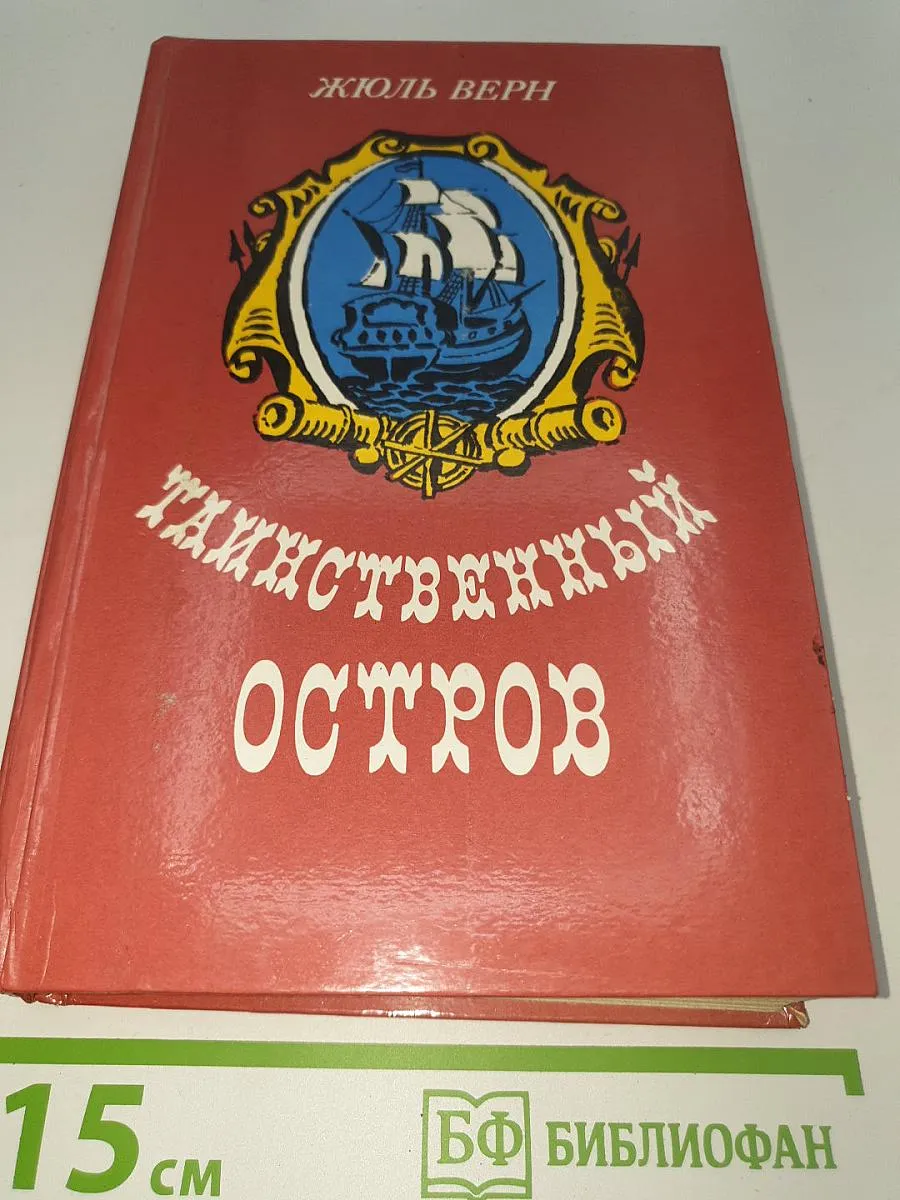 ЖЮЛЬ ВЕРН
ТАИНСТВЕННЫЙ
ОСТРОВ
15 СМ
БФ БИБЛИОФАН